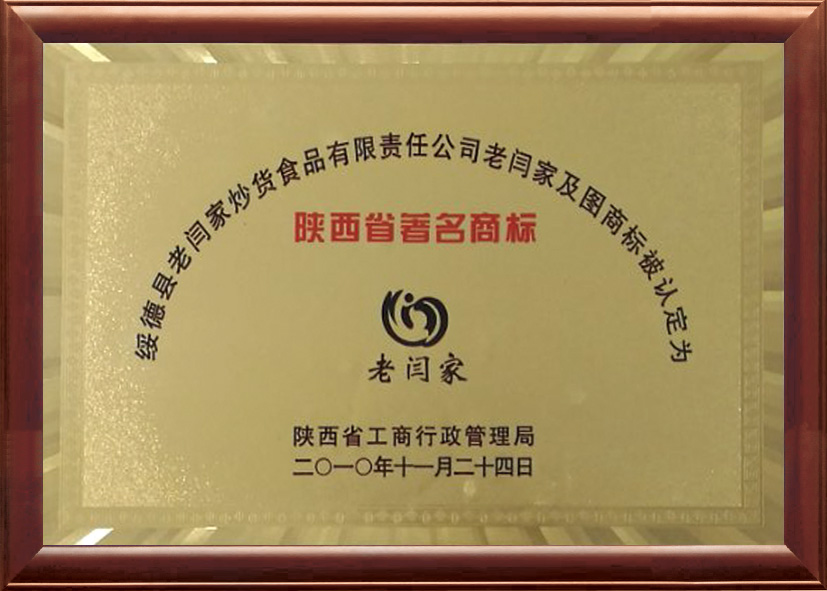 绥德县老闫家炒货食品有限责任公司老闫家及图商标被认定为
陕西省著名商标
老闫家
陕西省工商行政管理局
二〇一〇年十一月二十四日